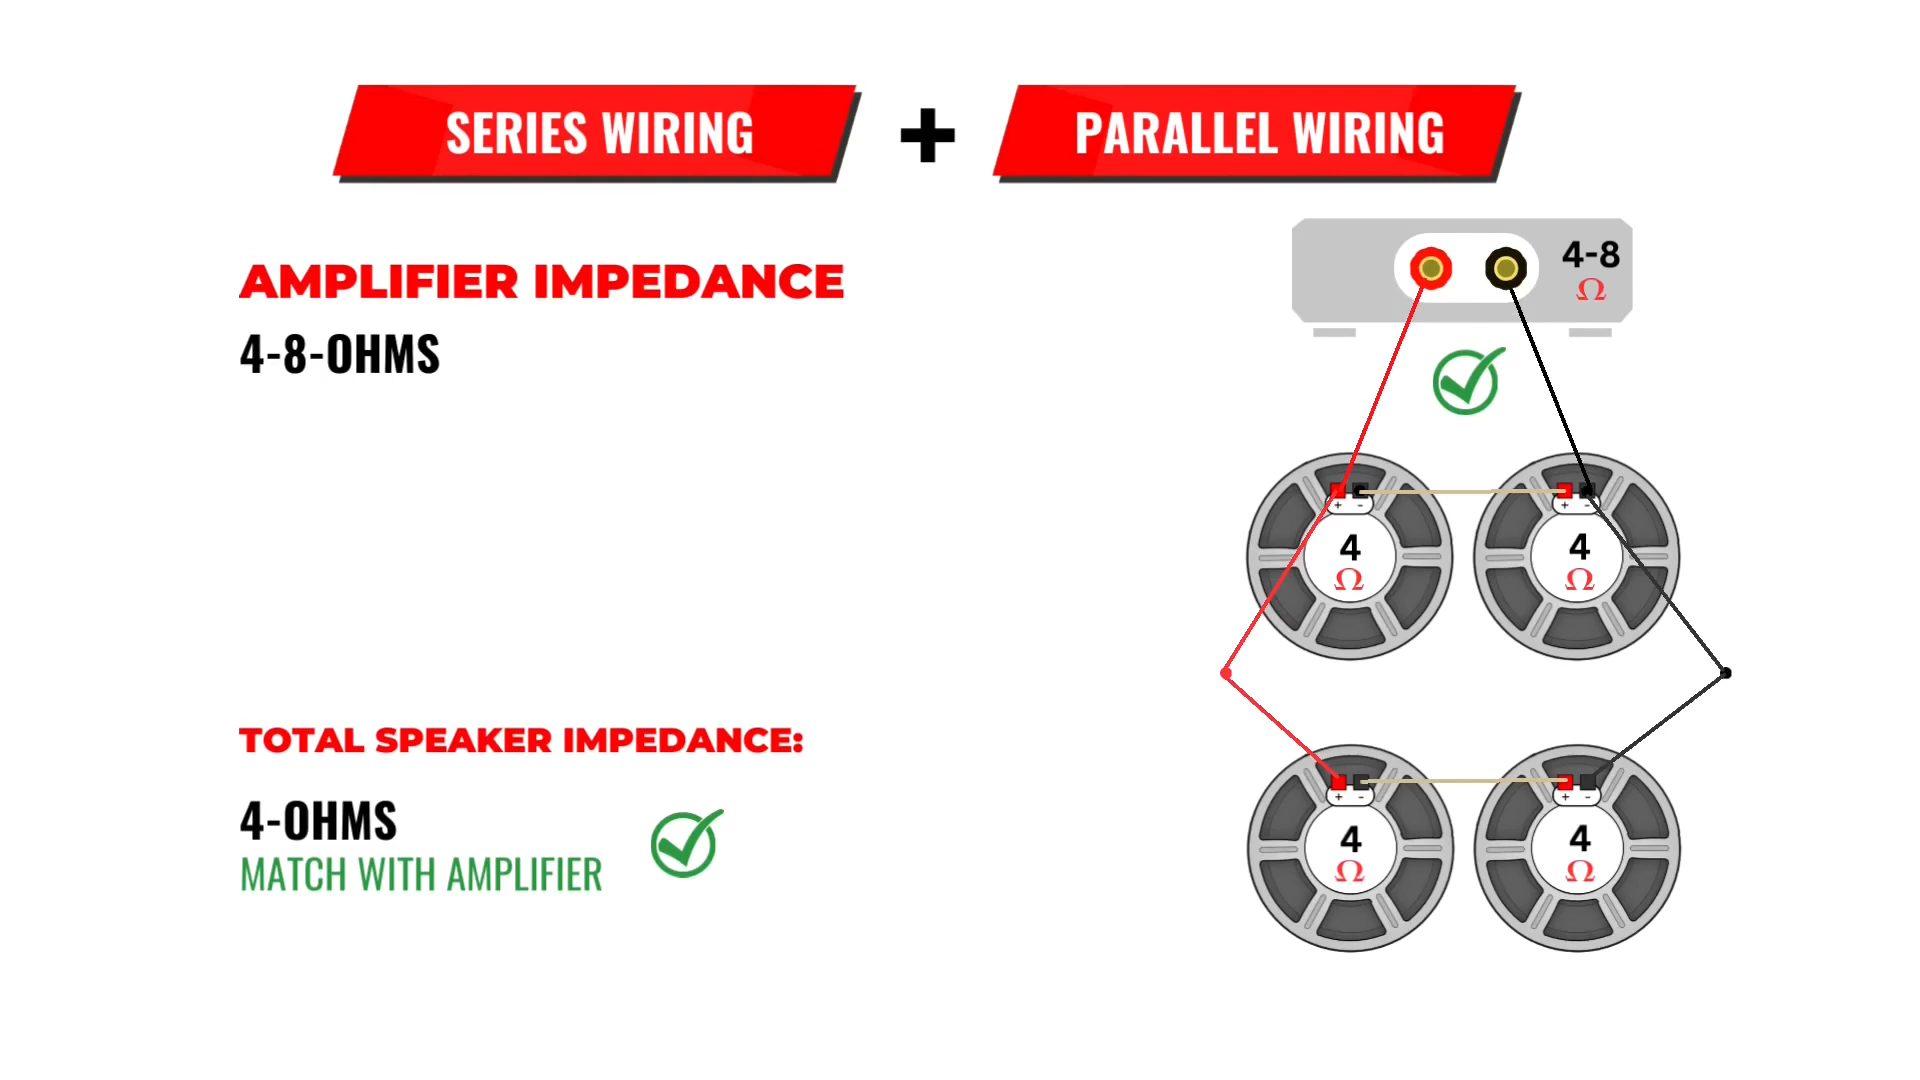 SERIES WIRING + PARALLEL WIRING
AMPLIFIER IMPEDANCE
4-8-OHMS
4-8
Ω
+ -
+ -
4
Ω
4
Ω
TOTAL SPEAKER IMPEDANCE:
4-OHMS
MATCH WITH AMPLIFIER
+ -
+ -
4
Ω
4
Ω